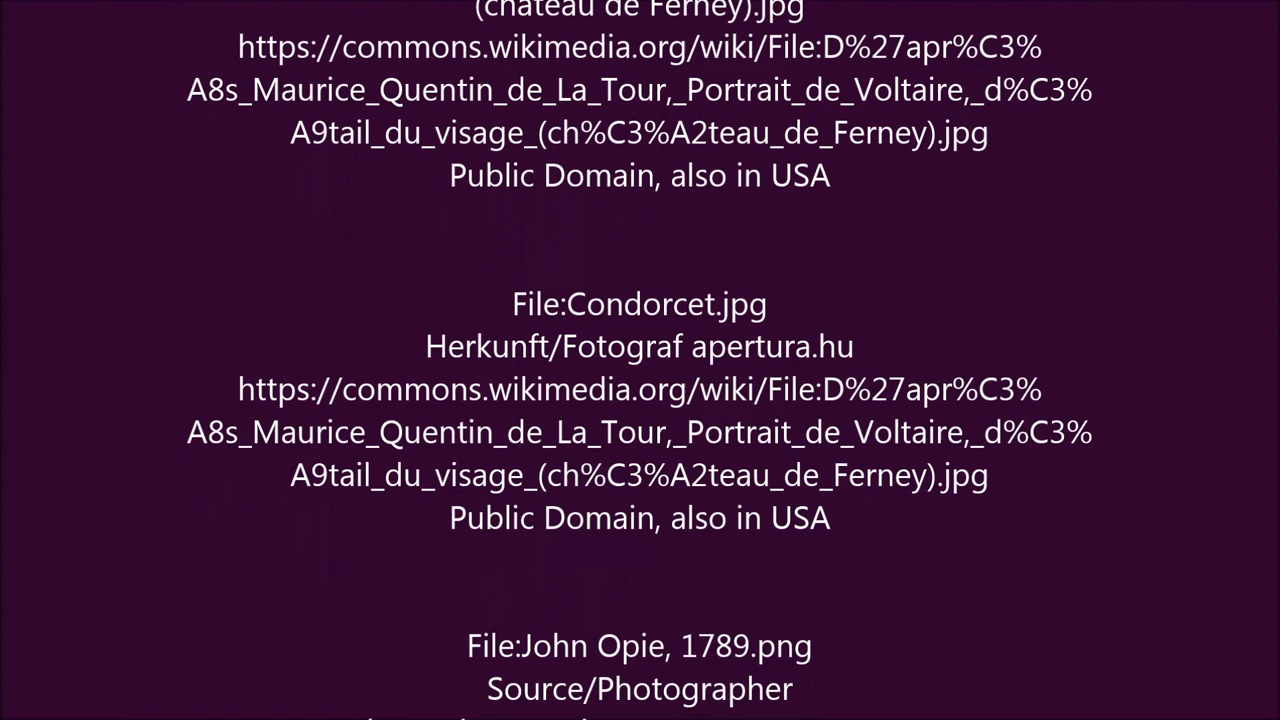 (château de Ferney).jpg
https://commons.wikimedia.org/wiki/File:D%27apr%C3%
A8s_Maurice_Quentin_de_La_Tour,_Portrait_de_Voltaire,_d%C3%
A9tail_du_visage_(ch%C3%A2teau_de_Ferney).jpg
Public Domain, also in USA
File:Condorcet.jpg
Herkunft/Fotograf apertura.hu
https://commons.wikimedia.org/wiki/File:D%27apr%C3%
A8s_Maurice_Quentin_de_La_Tour,_Portrait_de_Voltaire,_d%C3%
A9tail_du_visage_(ch%C3%A2teau_de_Ferney).jpg
Public Domain, also in USA
File:John Opie, 1789.png
Source/Photographer